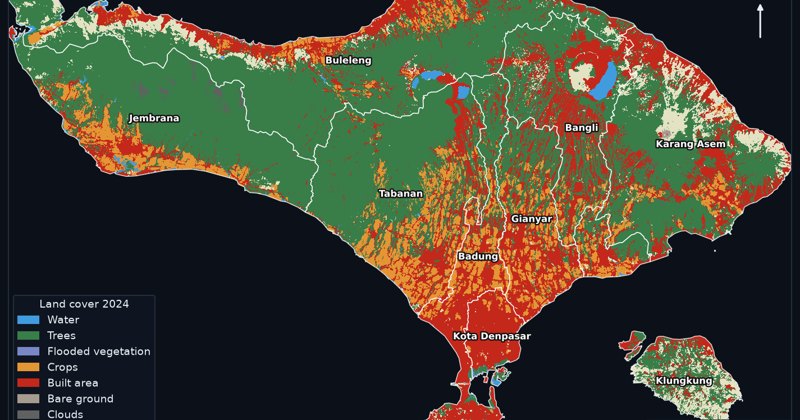 Buleleng
Jembrana
Bangli
Karang Asem
Tabanan
Gianyar
Badung
Kota Denpasar
Klungkung
Land cover 2024
Water
Trees
Flooded vegetation
Crops
Built area
Bare ground
Clouds